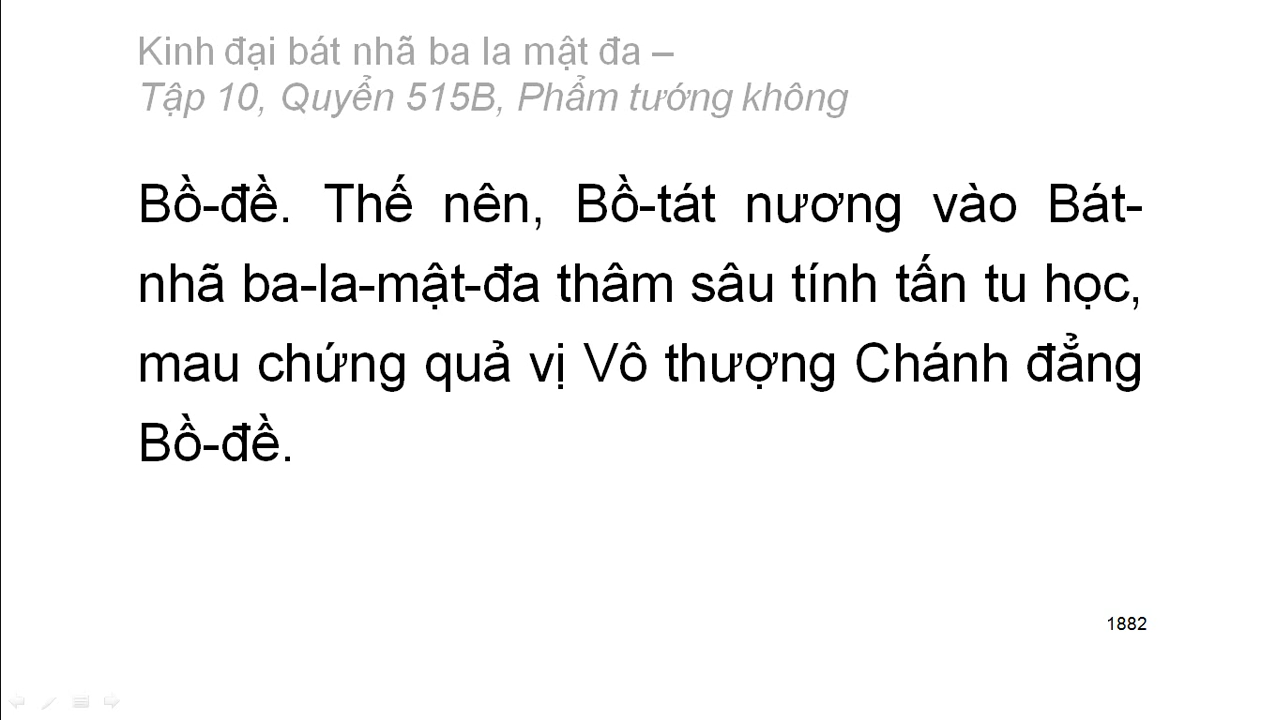 Kinh đại bát nhã ba la mật đa –
Tập 10, Quyển 515B, Phẩm tướng không
Bồ-đề. Thế nên, Bồ-tát nương vào Bát-
nhã ba-la-mật-đa thâm sâu tính tấn tu học,
mau chứng quả vị Vô thượng Chánh đẳng
Bồ-đề.
1882